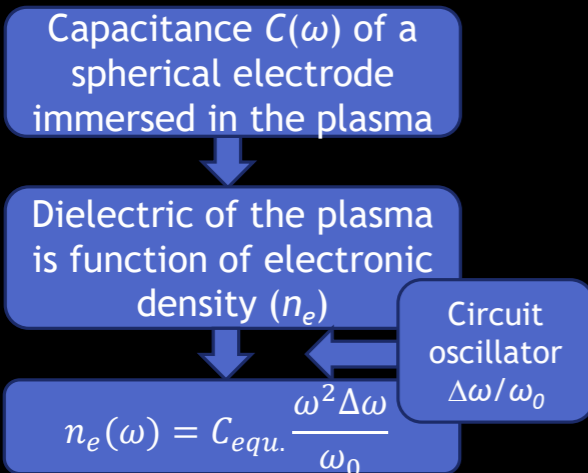 Capacitance C(ω) of a
spherical electrode
immersed in the plasma
Dielectric of the plasma
is function of electronic
density (nₑ)
Circuit
oscillator
Δω/ω₀
nₑ(ω) = C_equ. ω²Δω/ω₀